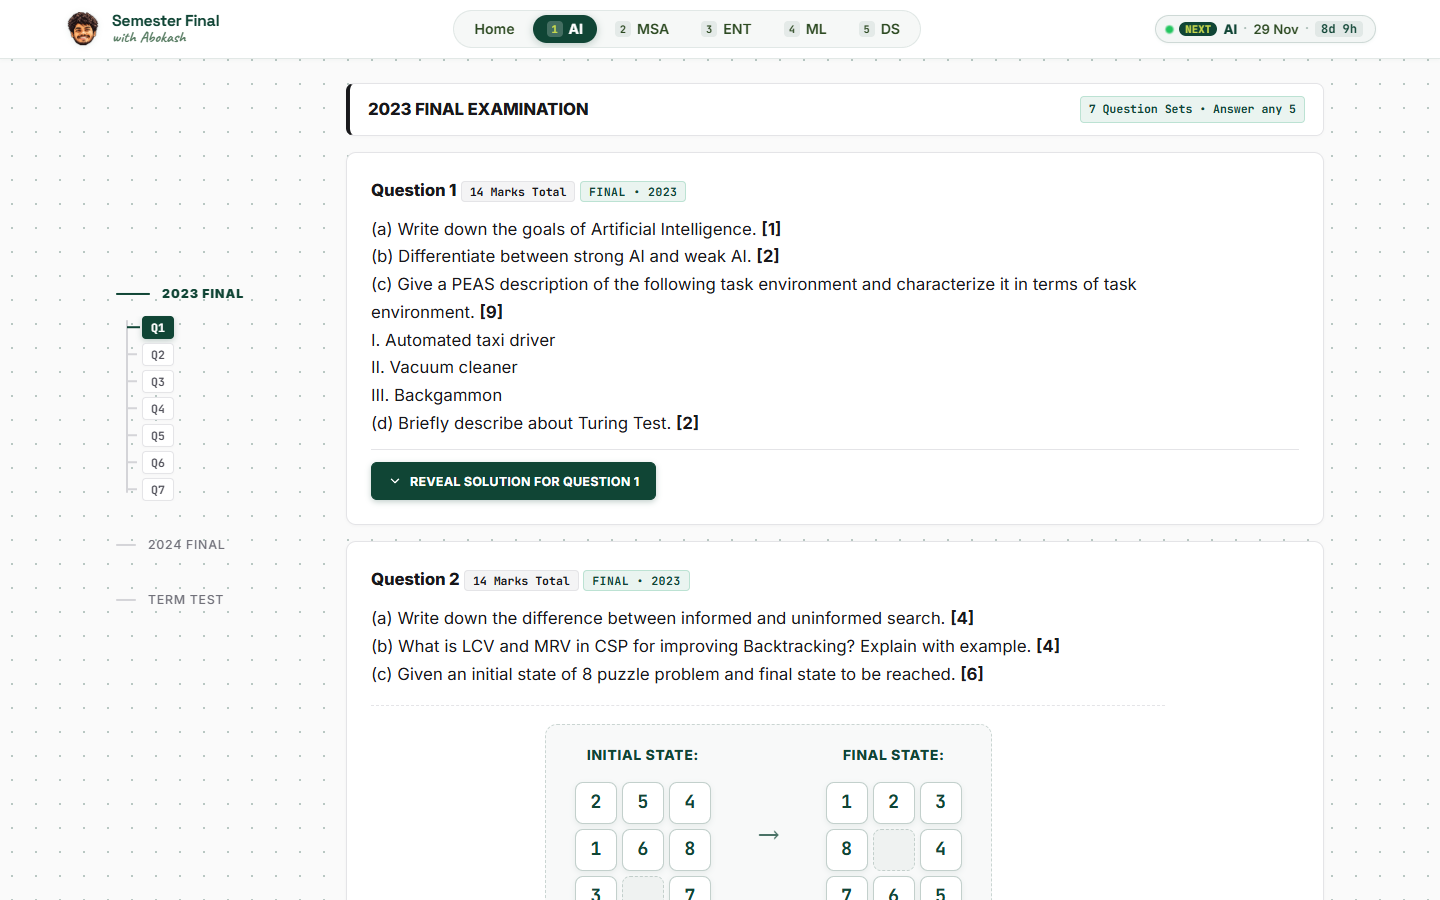 Semester Final
with Abokash
Home
1 AI
2 MSA
3 ENT
4 ML
5 DS
NEXT AI · 29 Nov · 8d 9h
2023 FINAL
Q1
Q2
Q3
Q4
Q5
Q6
Q7
2024 FINAL
TERM TEST
2023 FINAL EXAMINATION
7 Question Sets • Answer any 5
Question 1 14 Marks Total FINAL • 2023
(a) Write down the goals of Artificial Intelligence. [1]
(b) Differentiate between strong AI and weak AI. [2]
(c) Give a PEAS description of the following task environment and characterize it in terms of task
environment. [9]
I. Automated taxi driver
II. Vacuum cleaner
III. Backgammon
(d) Briefly describe about Turing Test. [2]
REVEAL SOLUTION FOR QUESTION 1
Question 2 14 Marks Total FINAL • 2023
(a) Write down the difference between informed and uninformed search. [4]
(b) What is LCV and MRV in CSP for improving Backtracking? Explain with example. [4]
(c) Given an initial state of 8 puzzle problem and final state to be reached. [6]
INITIAL STATE:
2 5 4
1 6 8
3 7
→
FINAL STATE:
1 2 3
8 4
7 6 5